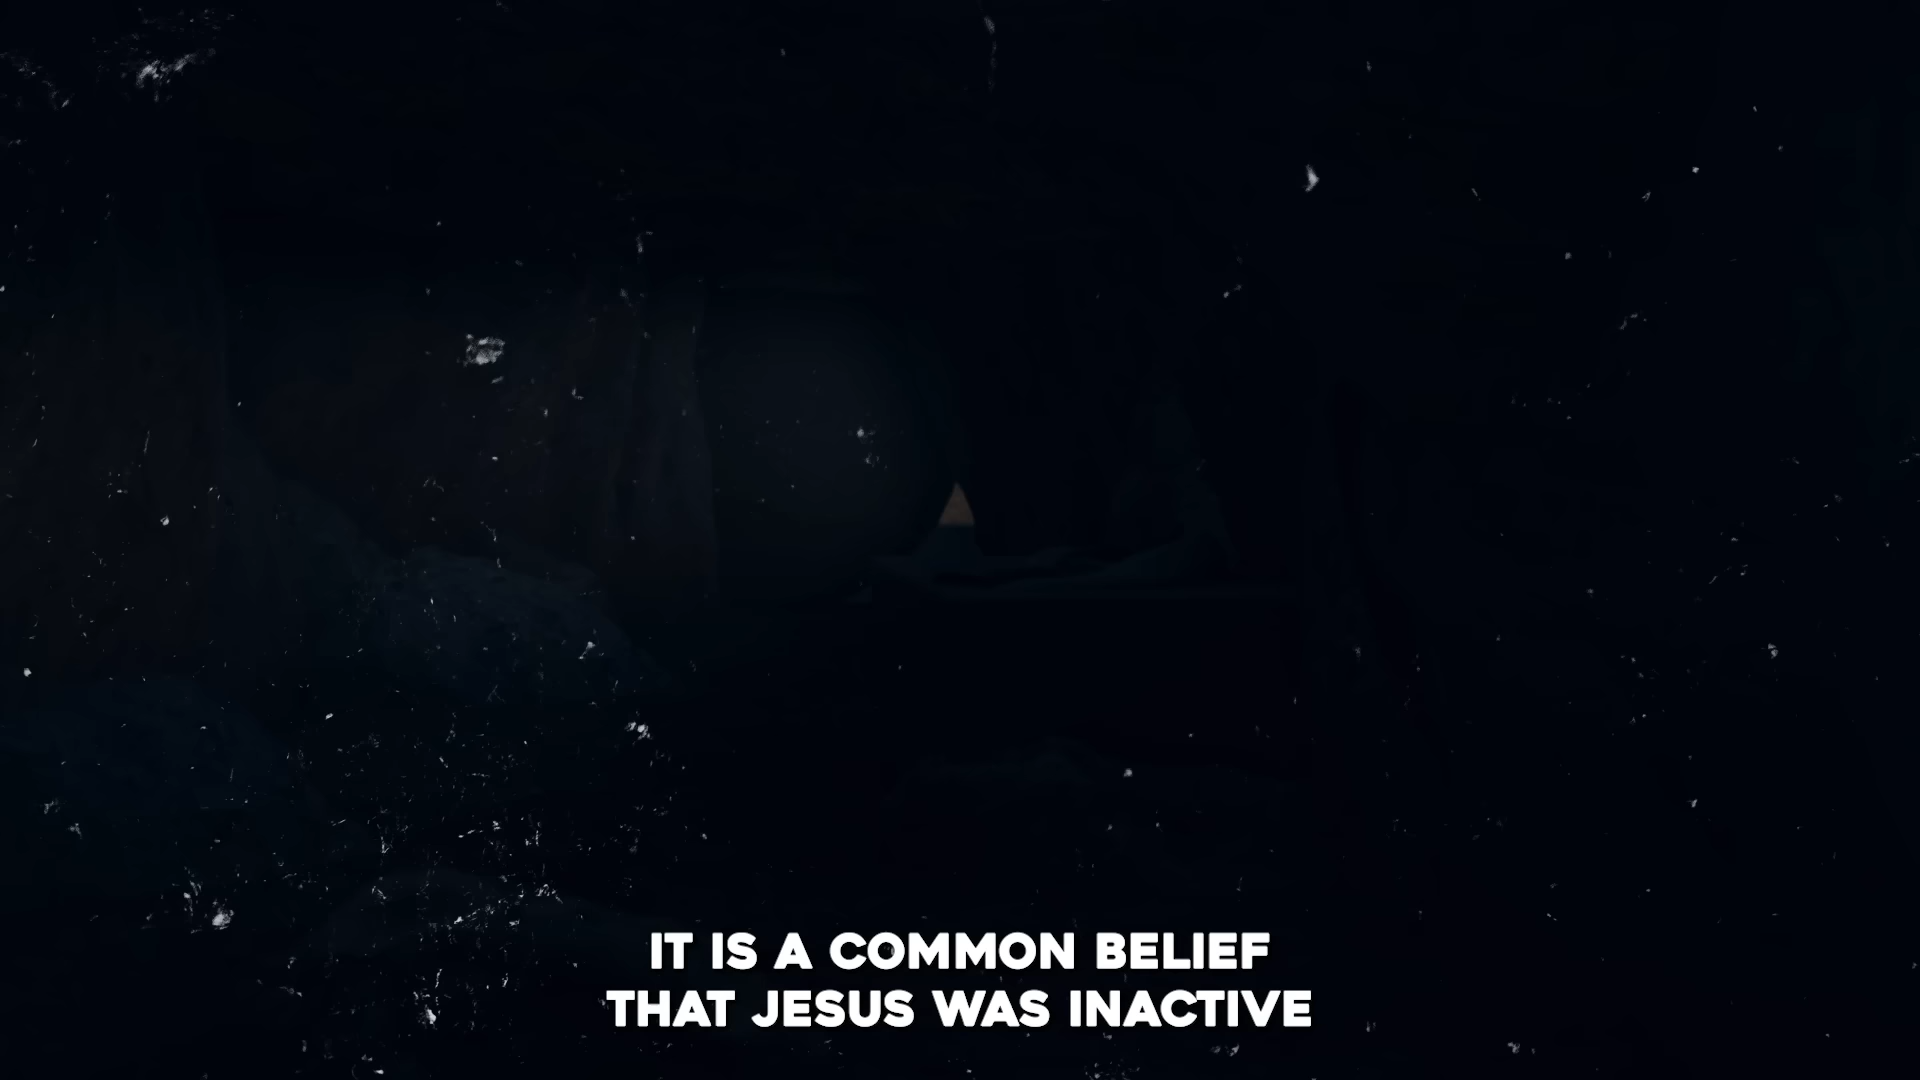 IT IS A COMMON BELIEF
THAT JESUS WAS INACTIVE